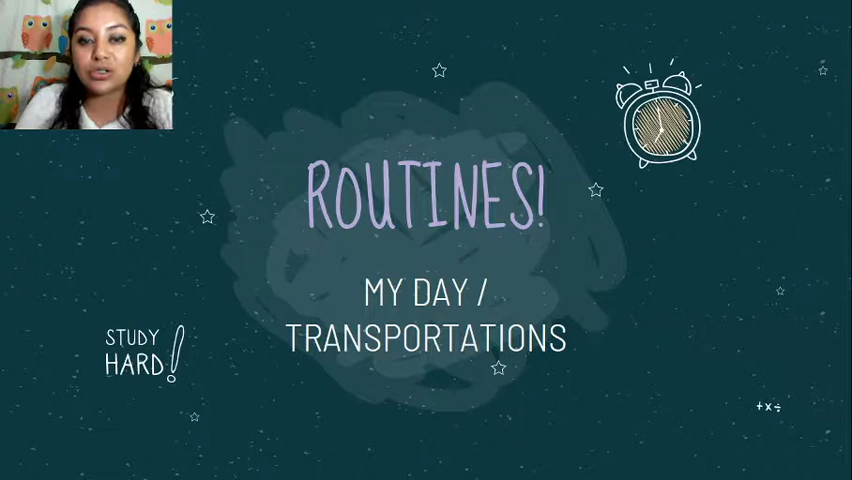 ROUTINES!
MY DAY /
TRANSPORTATIONS
STUDY
HARD!
+x÷